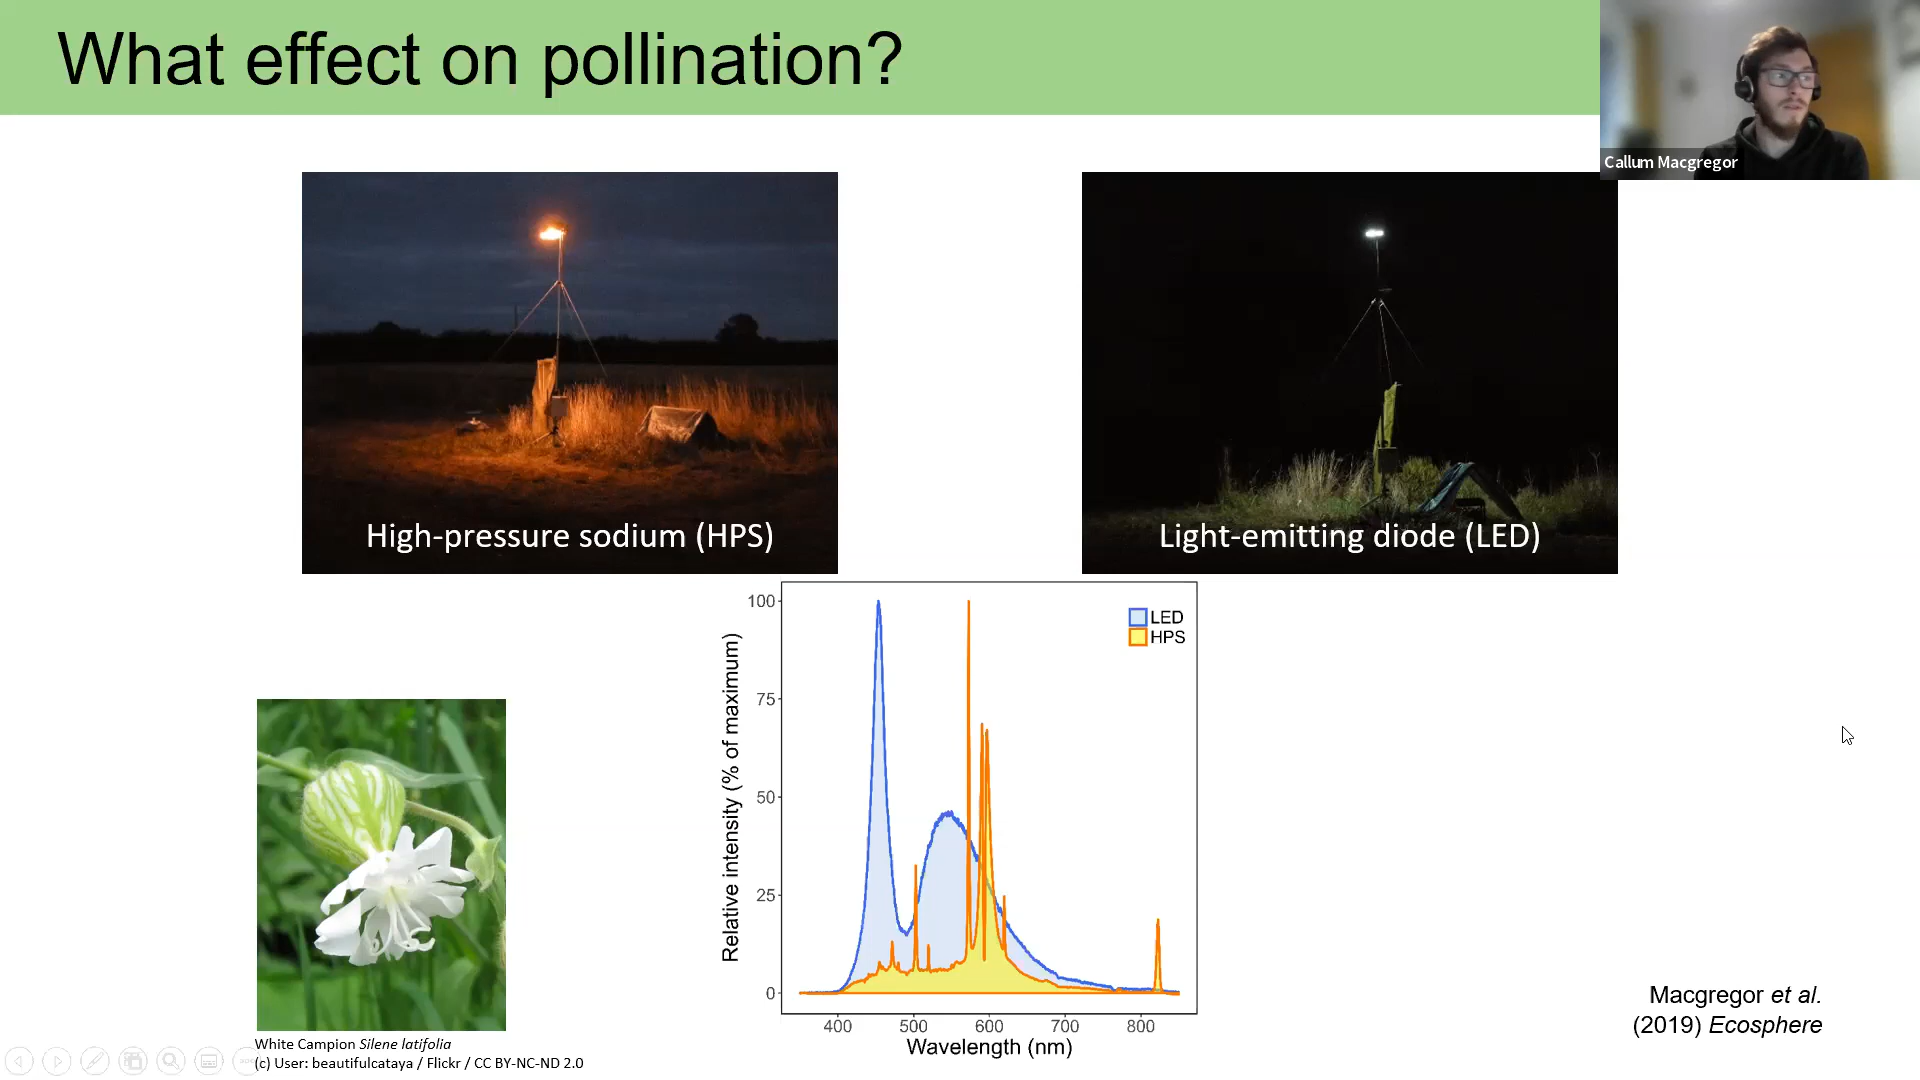 What effect on pollination?
Callum Macgregor
High-pressure sodium (HPS)
Light-emitting diode (LED)
100
75
50
25
0
Relative intensity (% of maximum)
LED
HPS
400 500 600 700 800
Wavelength (nm)
White Campion Silene latifolia
(c) User: beautifulcataya / Flickr / CC BY-NC-ND 2.0
Macgregor et al.
(2019) Ecosphere